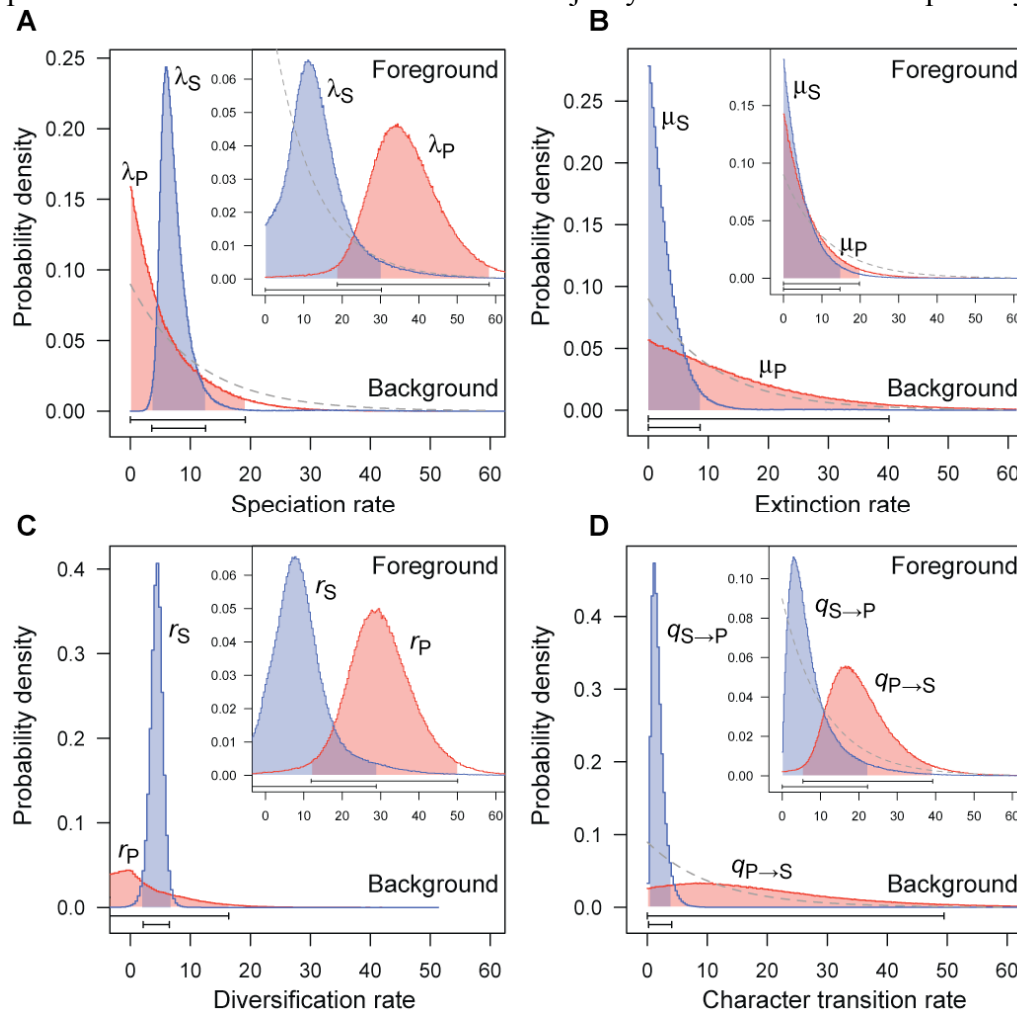 A
Probability density
0.25
0.20
0.15
0.10
0.05
0.00
λS
λP
Foreground
0.06
0.05
0.04
0.03
0.02
0.01
0.00
λS
λP
0 10 20 30 40 50 60
Background
0 10 20 30 40 50 60
Speciation rate
B
Probability density
0.25
0.20
0.15
0.10
0.05
0.00
μS
μP
Foreground
0.15
0.10
0.05
0.00
μS
μP
0 10 20 30 40 50 60
Background
0 10 20 30 40 50 60
Extinction rate
C
Probability density
0.4
0.3
0.2
0.1
0.0
rS
rP
Foreground
0.06
0.05
0.04
0.03
0.02
0.01
0.00
rS
rP
0 10 20 30 40 50 60
Background
0 10 20 30 40 50 60
Diversification rate
D
Probability density
0.4
0.3
0.2
0.1
0.0
qS→P
qP→S
Foreground
0.10
0.08
0.06
0.04
0.02
0.00
qS→P
qP→S
0 10 20 30 40 50 60
Background
0 10 20 30 40 50 60
Character transition rate